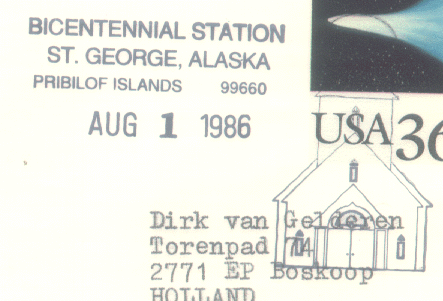 BICENTENNIAL STATION
ST. GEORGE, ALASKA
PRIBILOF ISLANDS 99660
AUG 1 1986
USA 36
Dirk van Gelderen
Torenpad 704
2771 EP Boskoop
HOLLAND